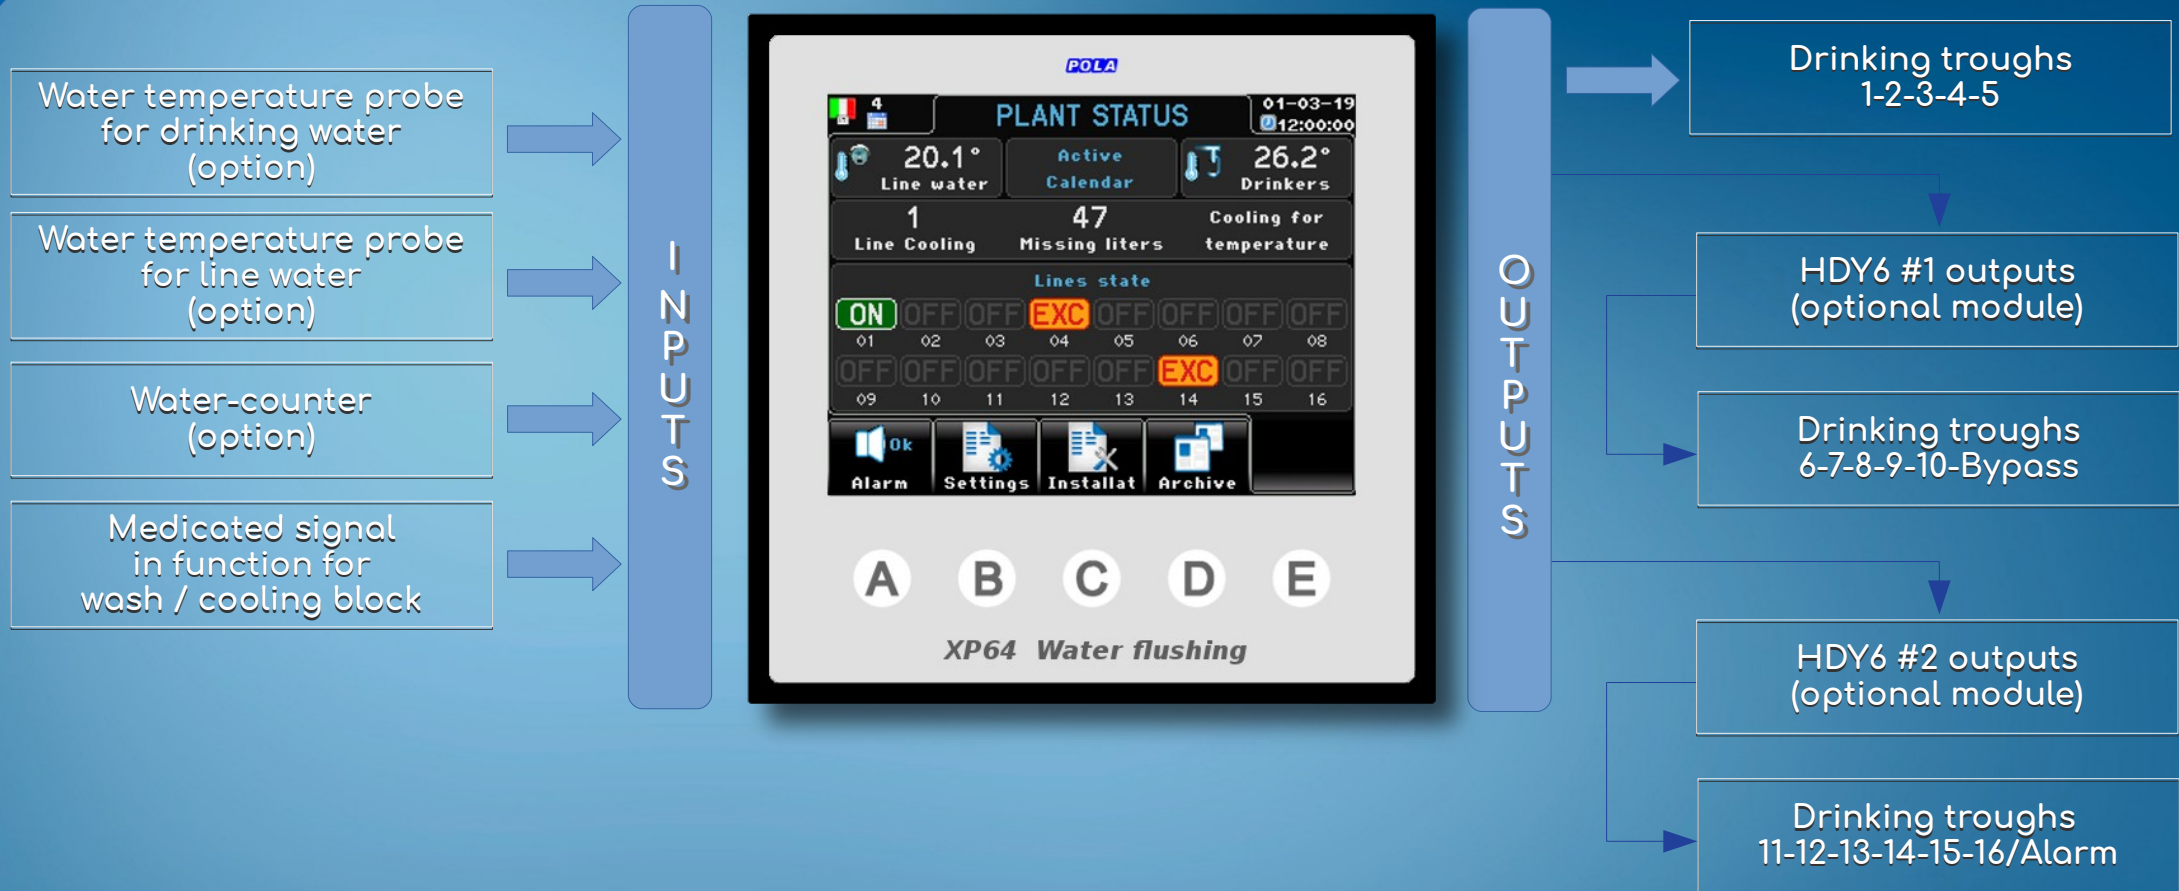 Water temperature probe
for drinking water
(option)
Water temperature probe
for line water
(option)
Water-counter
(option)
Medicated signal
in function for
wash / cooling block
INPUTS
POLA
4
PLANT STATUS
01-03-19
12:00:00
20.1°
Line water
Active
Calendar
26.2°
Drinkers
1
Line Cooling
47
Missing liters
Cooling for
temperature
Lines state
ON OFF OFF EXC OFF OFF OFF OFF
01 02 03 04 05 06 07 08
OFF OFF OFF OFF OFF EXC OFF OFF
09 10 11 12 13 14 15 16
Ok
Alarm Settings Installat Archive
A B C D E
XP64 Water flushing
OUTPUTS
Drinking troughs
1-2-3-4-5
HDY6 #1 outputs
(optional module)
Drinking troughs
6-7-8-9-10-Bypass
HDY6 #2 outputs
(optional module)
Drinking troughs
11-12-13-14-15-16/Alarm